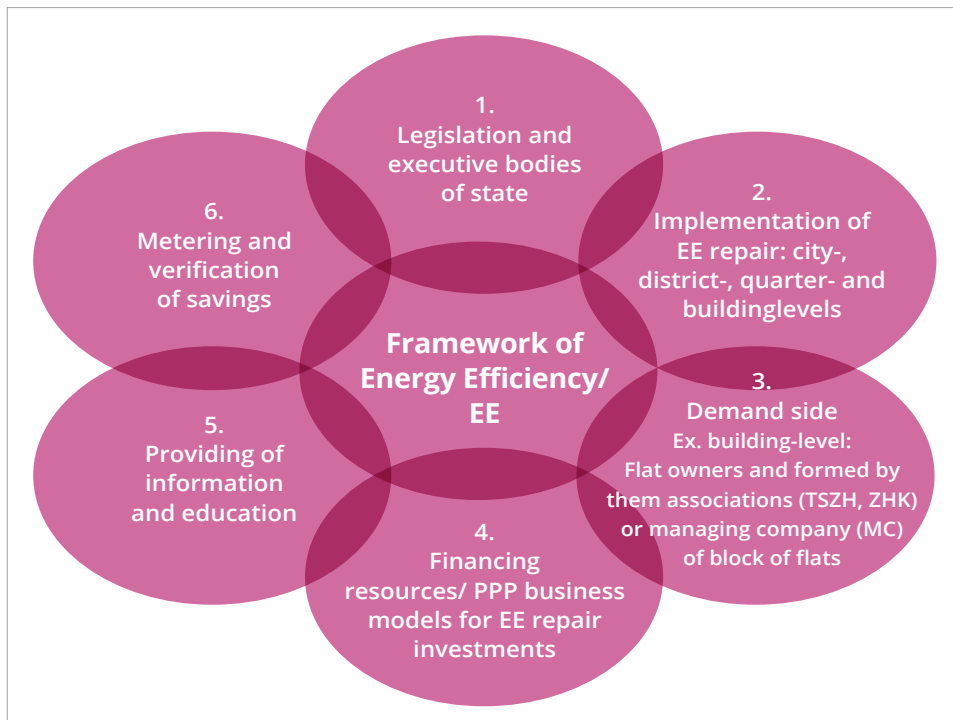 1.
Legislation and
executive bodies
of state
2.
Implementation of
EE repair: city-,
district-, quarter- and
buildinglevels
3.
Demand side
Ex. building-level:
Flat owners and formed by
them associations (TSZH, ZHK)
or managing company (MC)
of block of flats
4.
Financing
resources/ PPP business
models for EE repair
investments
5.
Providing of
information
and education
6.
Metering and
verification
of savings
Framework of
Energy Efficiency/
EE